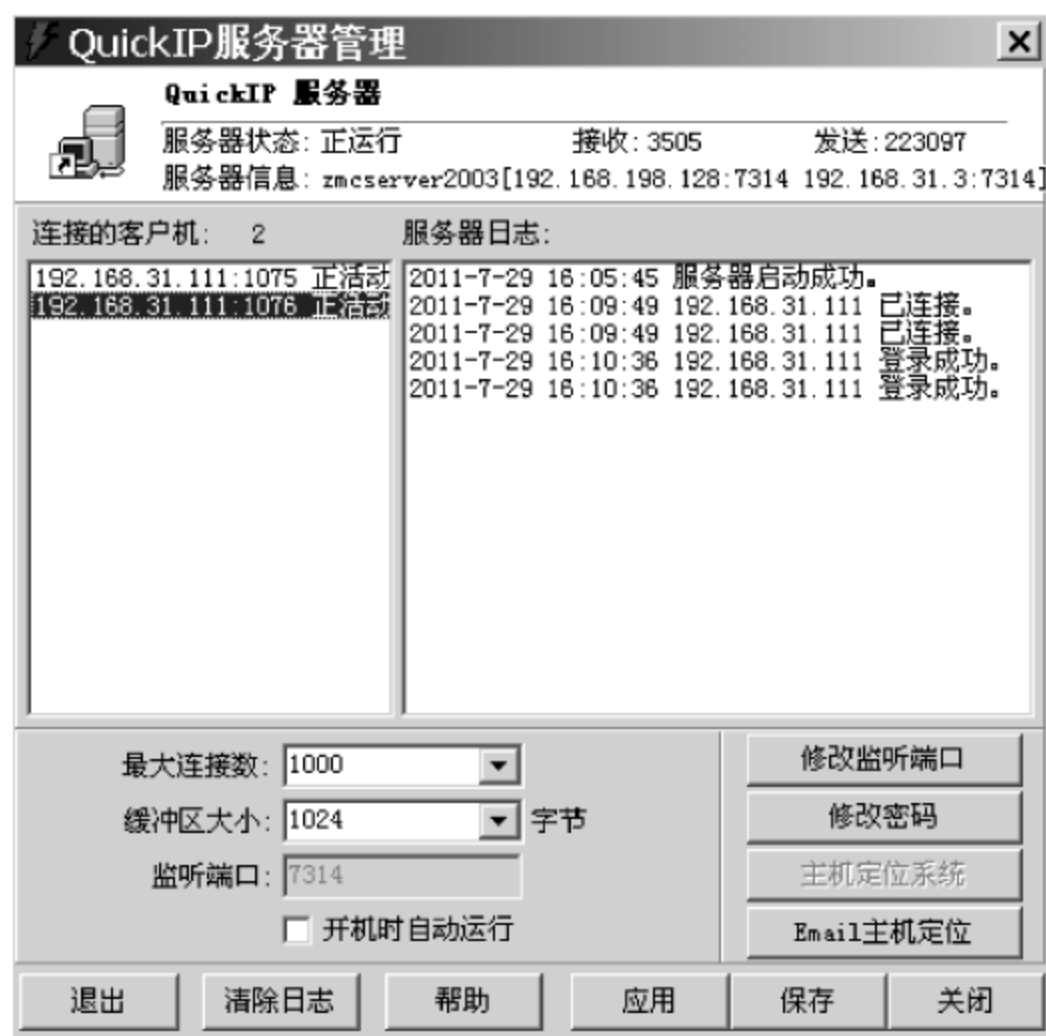 QuickIP服务器管理
QuickIP 服务器
服务器状态: 正运行 接收: 3505 发送: 223097
服务器信息: zmcserver2003[192.168.198.128:7314 192.168.31.3:7314]
连接的客户机: 2 服务器日志:
192.168.31.111:1075 正活动
192.168.31.111:1076 正活动
2011-7-29 16:05:45 服务器启动成功。
2011-7-29 16:09:49 192.168.31.111 已连接。
2011-7-29 16:09:49 192.168.31.111 已连接。
2011-7-29 16:10:36 192.168.31.111 登录成功。
2011-7-29 16:10:36 192.168.31.111 登录成功。
最大连接数: 1000
缓冲区大小: 1024 字节
监听端口: 7314
开机时自动运行
修改监听端口
修改密码
主机定位系统
Email主机定位
退出 清除日志 帮助 应用 保存 关闭